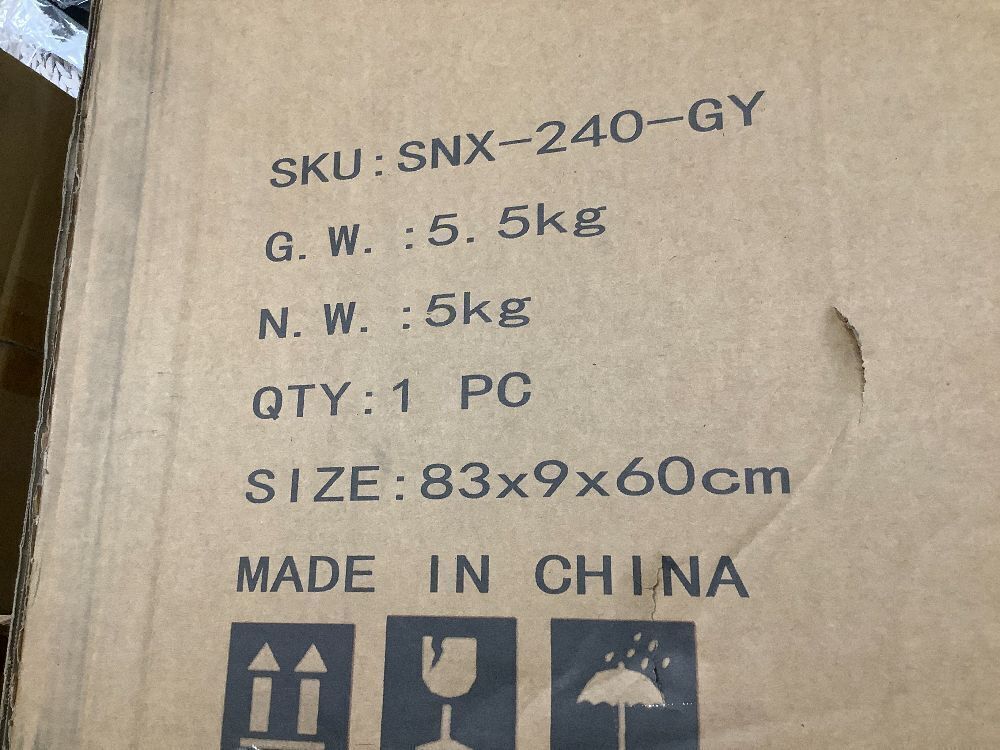 SKU:SNX-240-GY
G.W.:5.5kg
N.W.:5kg
QTY:1 PC
SIZE:83x9x60cm
MADE IN CHINA